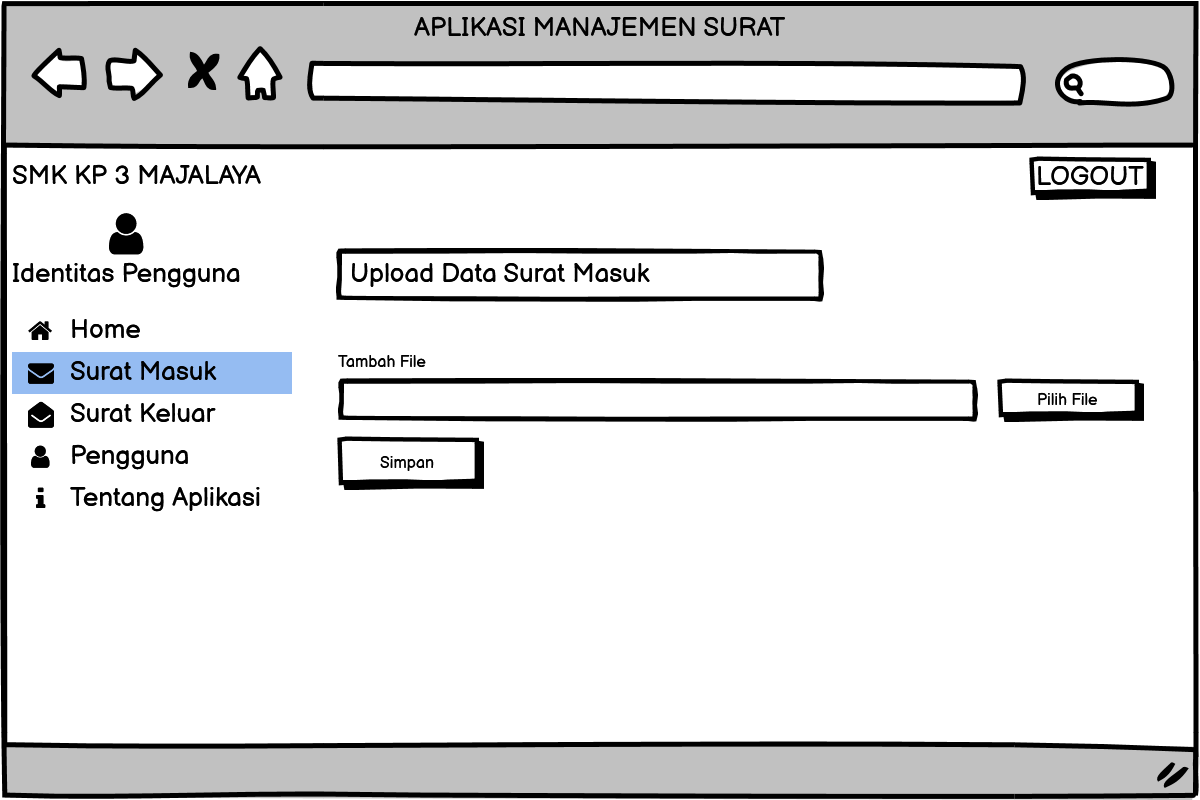 APLIKASI MANAJEMEN SURAT
SMK KP 3 MAJALAYA
LOGOUT
Identitas Pengguna
Home
Surat Masuk
Surat Keluar
Pengguna
Tentang Aplikasi
Upload Data Surat Masuk
Tambah File
Pilih File
Simpan